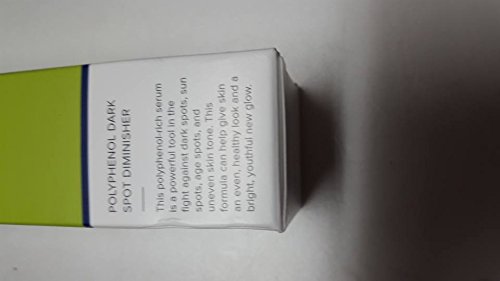 POLYPHENOL DARK
SPOT DIMINISHER
This polyphenol-rich serum
is a powerful tool in the
fight against dark spots, sun
spots, age spots, and
uneven skin tone. This
formula can help give skin
an even, healthy look and a
bright, youthful new glow.